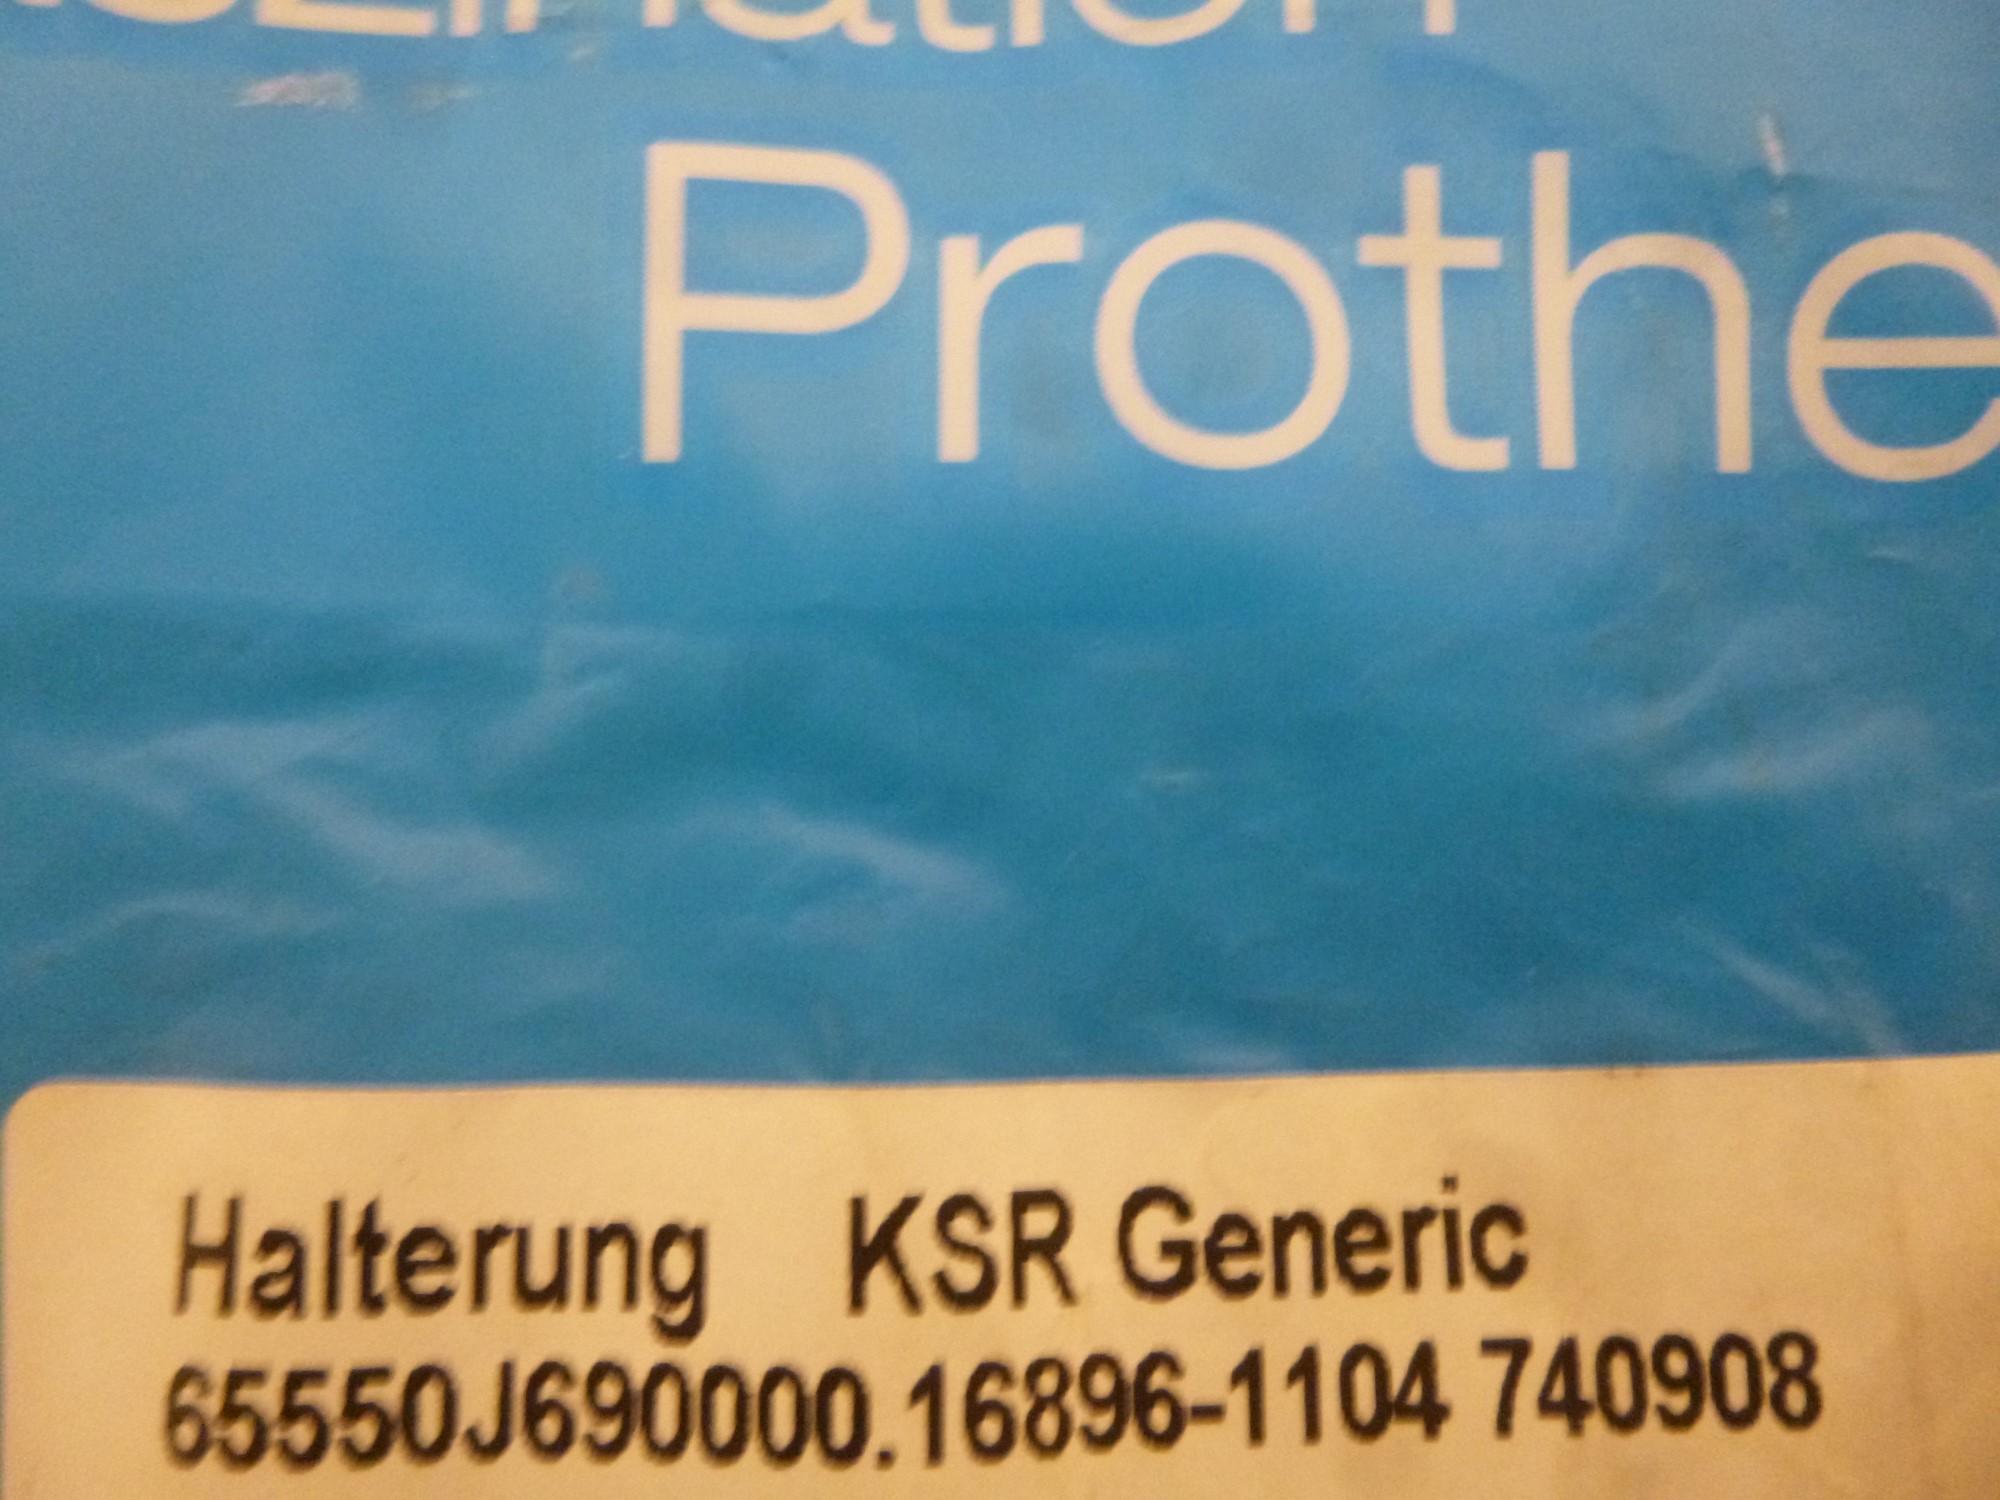 Prothe
Halterung KSR Generic
65550J690000.16896-1104 740908